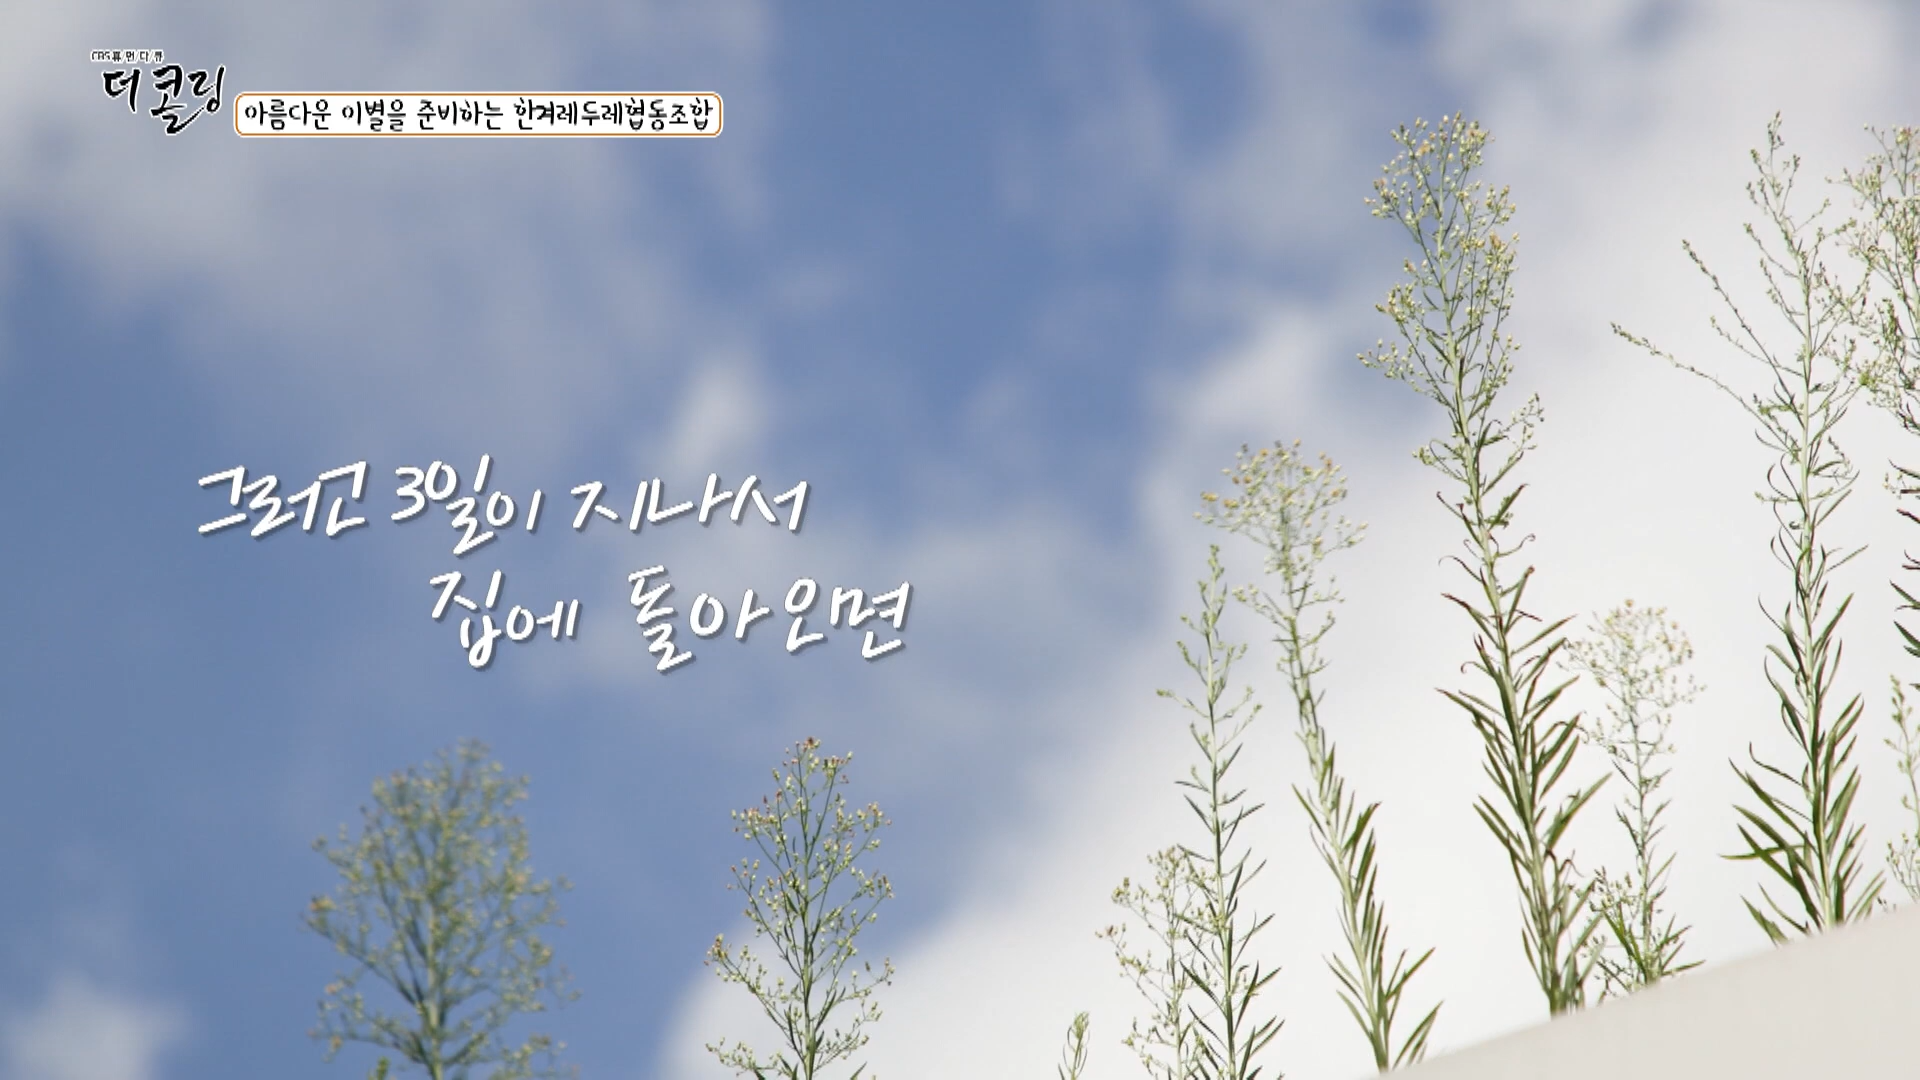 CBS휴/먼/다/큐
더 콜링
아름다운 이별을 준비하는 한겨레두레협동조합
그러고 3일이 지나서
집에 돌아오면